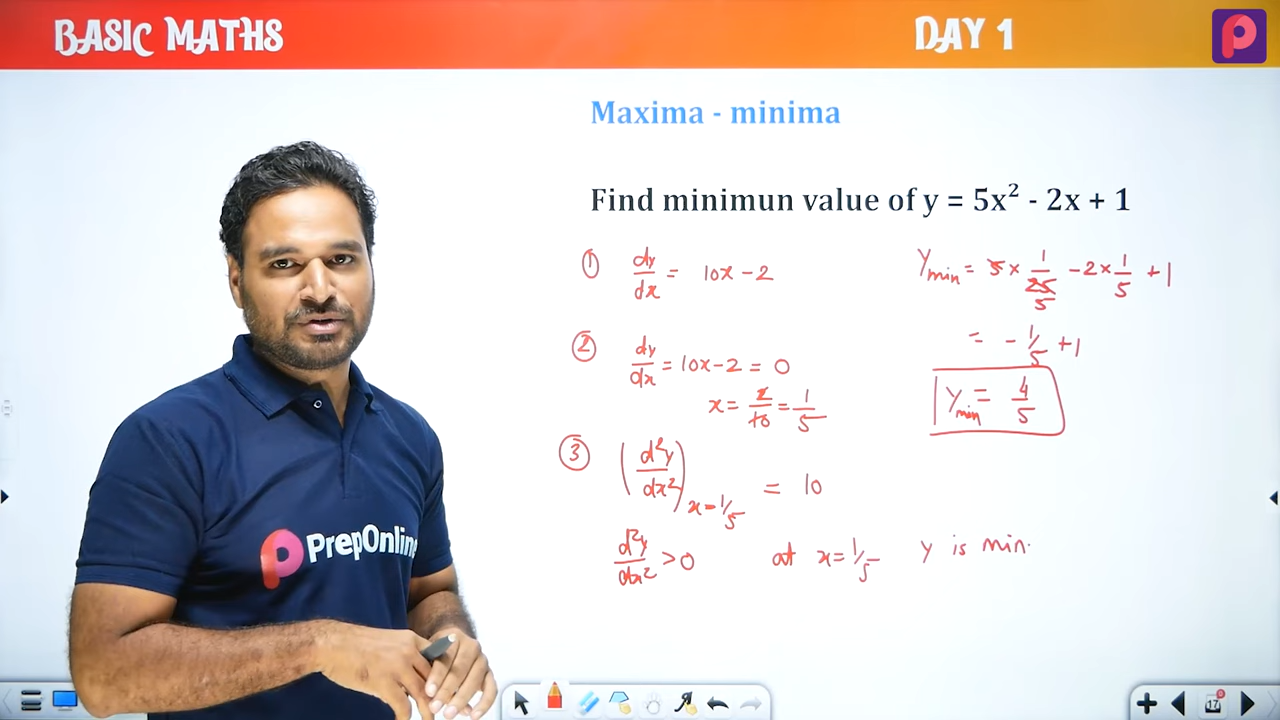 BASIC MATHS
DAY 1
Maxima - minima
Find minimun value of y = 5x² - 2x + 1
① dy/dx = 10x - 2
② dy/dx = 10x - 2 = 0
x = 2/10 = 1/5
③ (d²y/dx²)x=1/5 = 10
d²y/dx² > 0 at x = 1/5 y is min.
Ymin = 5 × 1/25 5 - 2 × 1/5 + 1
= - 1/5 + 1
Ymin = 4/5
PrepOnline
17